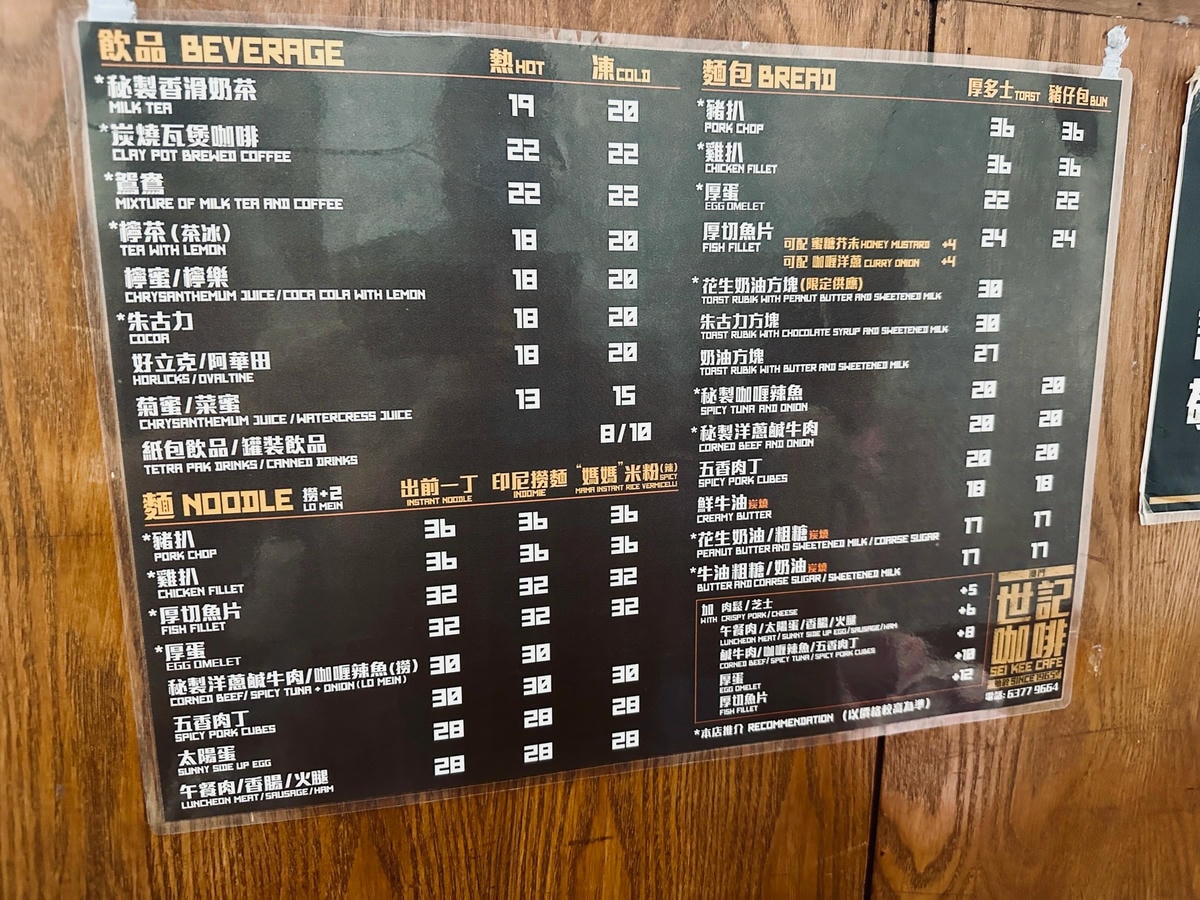 飲品 BEVERAGE 熱 HOT 凍 COLD
*秘製香滑奶茶 19 20
MILK TEA
*炭燒瓦煲咖啡 22 22
CLAY POT BREWED COFFEE
*鴛鴦 22 22
MIXTURE OF MILK TEA AND COFFEE
*檸茶(茶冰) 18 20
TEA WITH LEMON
檸蜜/檸樂 18 20
CHRYSANTHEMUM JUICE/COCA COLA WITH LEMON
*朱古力 18 20
COCOA
好立克/阿華田 18 20
HORLICKS/OVALTINE
菊蜜/菜蜜 13 15
CHRYSANTHEMUM JUICE/WATERCRESS JUICE
紙包飲品/罐裝飲品 8/10
TETRA PAK DRINKS/CANNED DRINKS
麵 NOODLE 撈+2 LO MEIN 出前一丁 INSTANT NOODLE 印尼撈麵 INDOMIE "媽媽"米粉(辣) SPICY MAMA INSTANT RICE VERMICELLI
*豬扒 36 36 36
PORK CHOP
*雞扒 36 36 36
CHICKEN FILLET
*厚切魚片 32 32 32
FISH FILLET
*厚蛋 32 32 32
EGG OMELET
秘製洋蔥鹹牛肉/咖喱辣魚(撈) 30 30
CORNED BEEF/SPICY TUNA + ONION(LO MEIN)
五香肉丁 30 30 30
SPICY PORK CUBES
太陽蛋 28 28 28
SUNNY SIDE UP EGG
午餐肉/香腸/火腿 28 28 28
LUNCHEON MEAT/SAUSAGE/HAM
麵包 BREAD 厚多士 TOAST 豬仔包 BUN
*豬扒 36 36
PORK CHOP
*雞扒 36 36
CHICKEN FILLET
*厚蛋 22 22
EGG OMELET
厚切魚片 24 24
FISH FILLET
可配 蜜糖芥末 HONEY MUSTARD +4
可配 咖喱洋蔥 CURRY ONION +4
*花生奶油方塊(限定供應) 30
TOAST RUBIK WITH PEANUT BUTTER AND SWEETENED MILK
朱古力方塊 30
TOAST RUBIK WITH CHOCOLATE SYRUP AND SWEETENED MILK
奶油方塊 27
TOAST RUBIK WITH BUTTER AND SWEETENED MILK
*秘製咖喱辣魚 20 20
SPICY TUNA AND ONION
*秘製洋蔥鹹牛肉 20 20
CORNED BEEF AND ONION
五香肉丁 20 20
SPICY PORK CUBES
鮮牛油 炭燒 18 18
CREAMY BUTTER
*花生奶油/粗糖 炭燒 17 17
PEANUT BUTTER AND SWEETENED MILK/COARSE SUGAR
*牛油粗糖/奶油 炭燒 17 17
BUTTER AND COARSE SUGAR/SWEETENED MILK
加 肉鬆/芝士 +5
WITH CRISPY PORK/CHEESE
午餐肉/太陽蛋/香腸/火腿 +6
LUNCHEON MEAT/SUNNY SIDE UP EGG/SAUSAGE/HAM
鹹牛肉/咖喱辣魚/五香肉丁 +8
CORNED BEEF/SPICY TUNA/SPICY PORK CUBES
厚蛋 +10
EGG OMELET
厚切魚片 +12
FISH FILLET
*本店推介 RECOMMENDATION (以價格較高為準)
澳門
世記
咖啡
SEI KEE CAFE
SINCE 1965
電話: 6377 9664